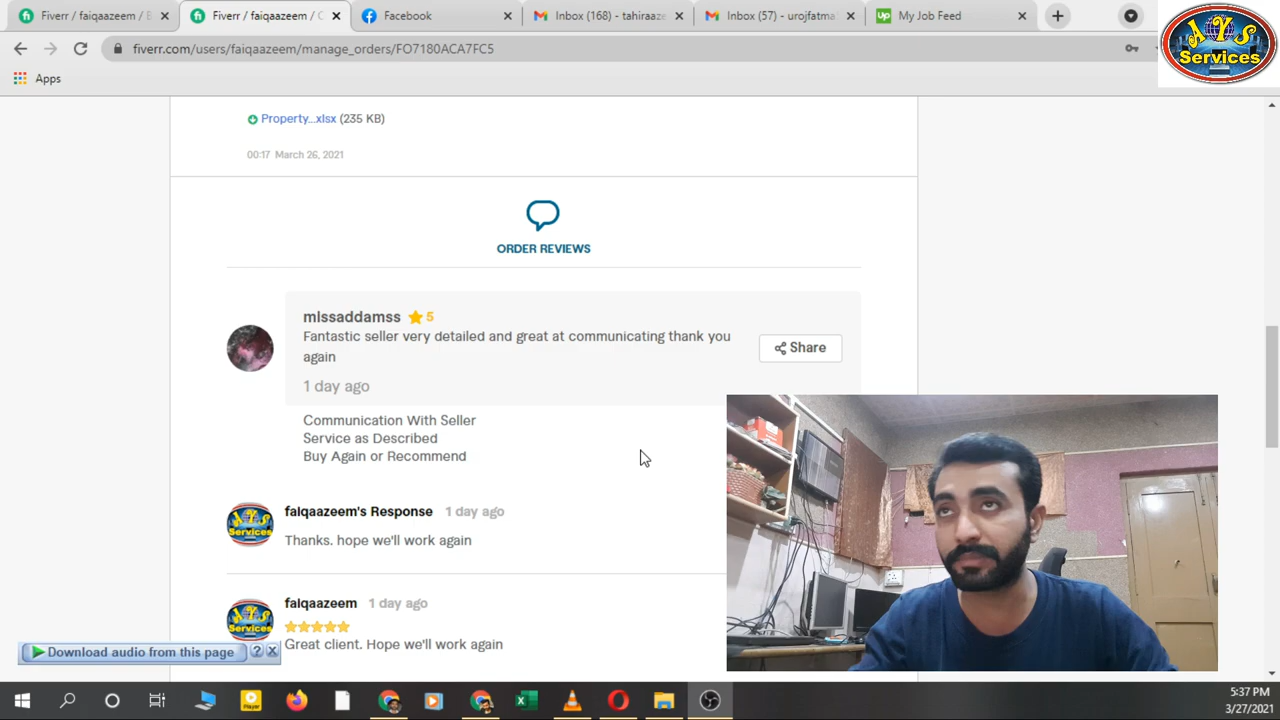 Fiverr / faiqaazeem / B
Fiverr / faiqaazeem / C
Facebook
Inbox (168) - tahiraaze
Inbox (57) - urojfatma
Up
My Job Feed
fiverr.com/users/faiqaazeem/manage_orders/FO7180ACA7FC5
Apps
AYS
Services
Property...xlsx (235 KB)
00:17 March 26, 2021
ORDER REVIEWS
mlssaddamss 5
Fantastic seller very detailed and great at communicating thank you
again
Share
1 day ago
Communication With Seller
Service as Described
Buy Again or Recommend
faiqaazeem's Response 1 day ago
Thanks. hope we'll work again
faiqaazeem 1 day ago
Great client. Hope we'll work again
Download audio from this page ? X
5:37 PM
3/27/2021